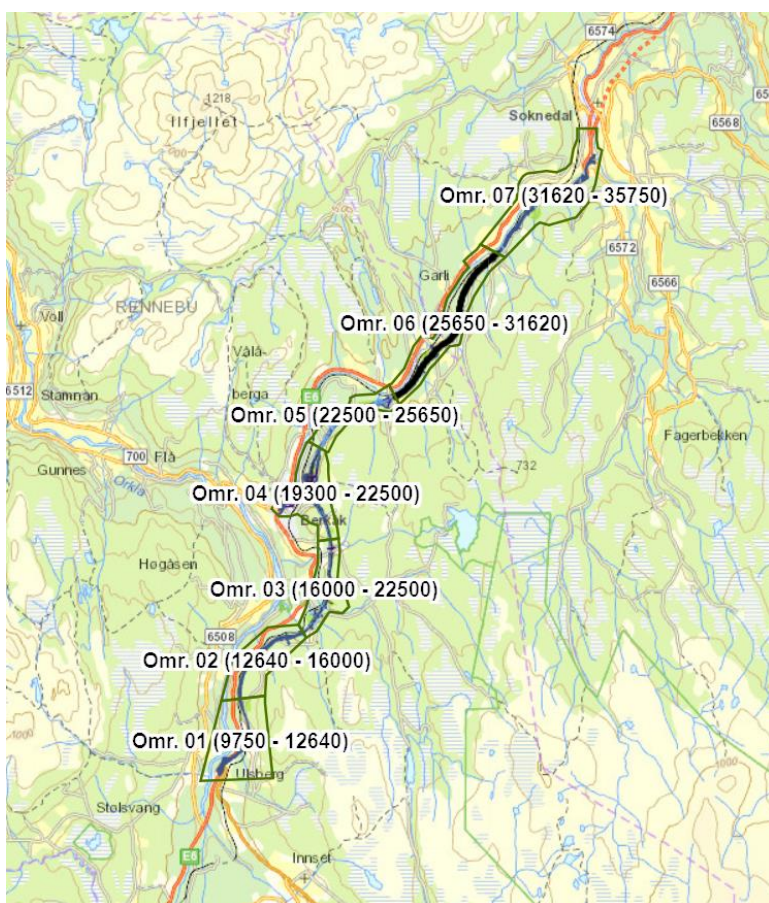 6574
1218
Ilfjellet
Soknedal
6568
Omr. 07 (31620 - 35750)
6572
Garli
6566
RENNEBU
Voll
Omr. 06 (25650 - 31620)
Vålå-
berga
E6
6512
Stamnan
Omr. 05 (22500 - 25650)
Fagerbekken
700
Flå
732
Gunnes
Orkla
Omr. 04 (19300 - 22500)
Berkåk
Høgåsen
Omr. 03 (16000 - 22500)
6508
Omr. 02 (12640 - 16000)
Omr. 01 (9750 - 12640)
Ulsberg
1000
Stølsvang
E6
Innset